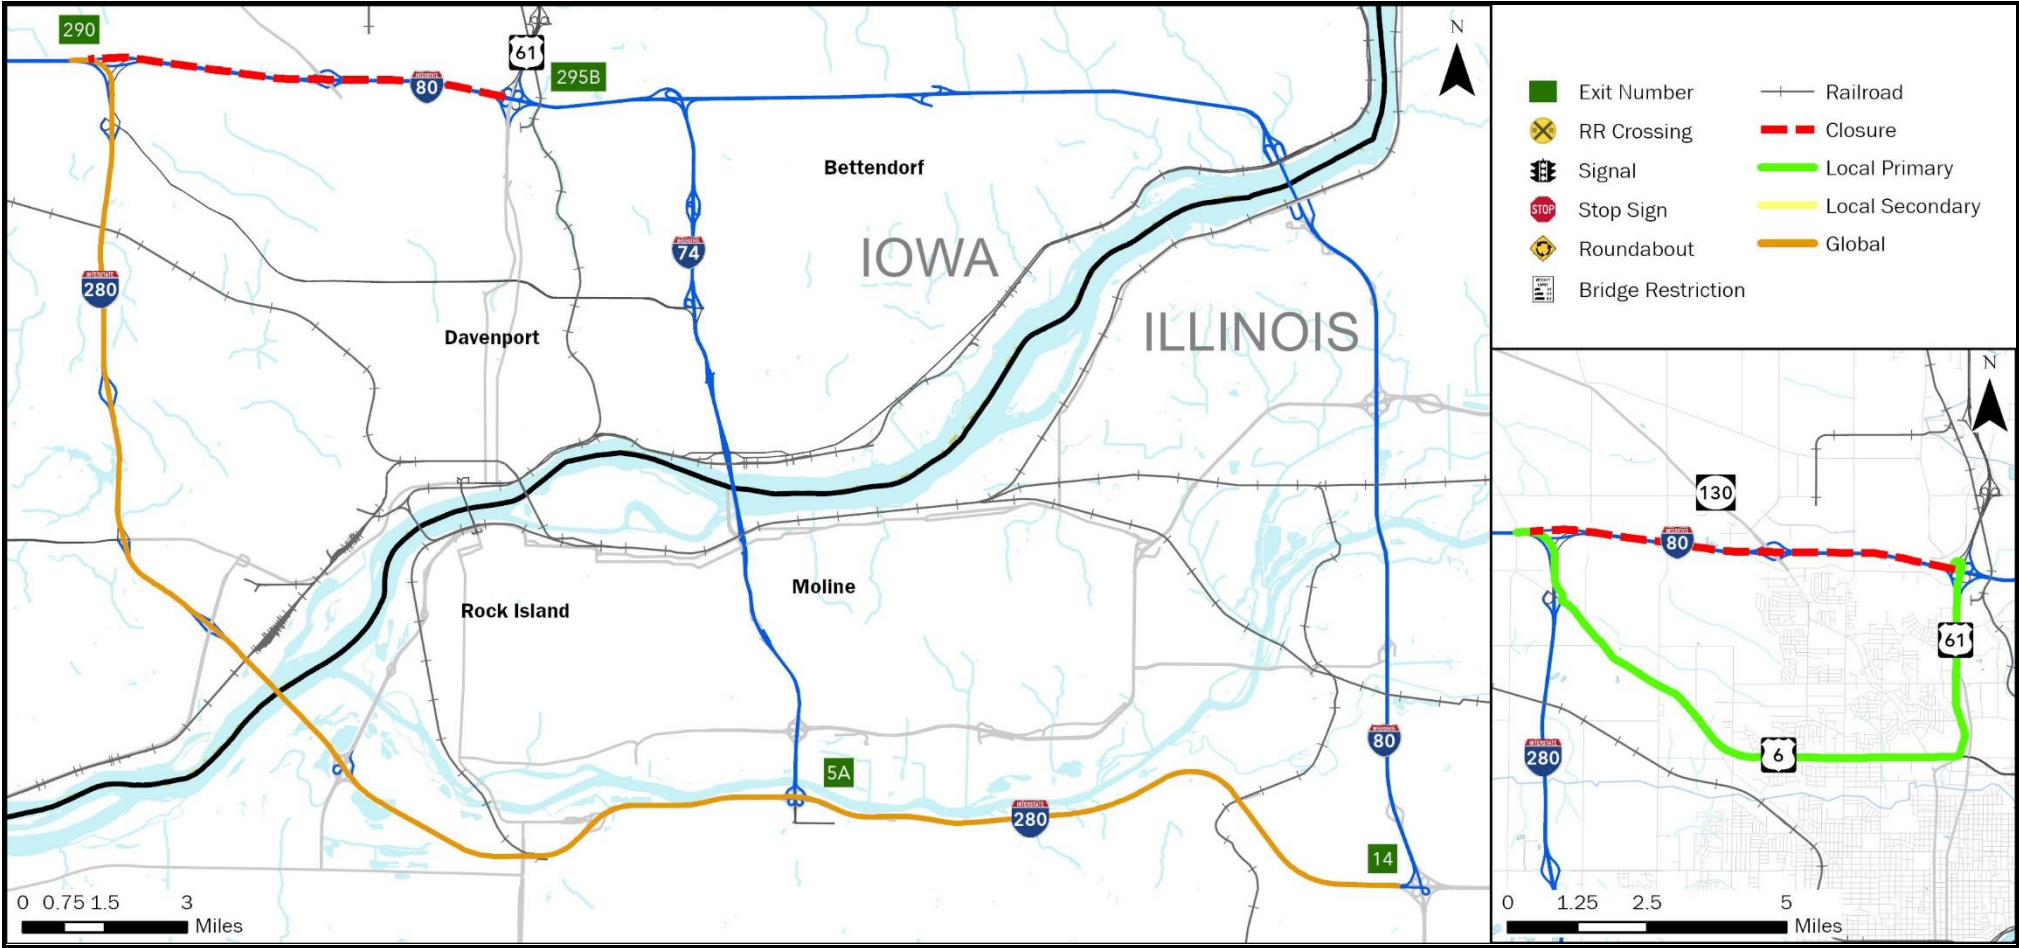 290
61
N
80
295B
Bettendorf
IOWA
INTERSTATE
74
280
ILLINOIS
Davenport
Moline
Rock Island
5A
280
80
14
0 0.75 1.5 3
Miles
Exit Number
RR Crossing
Signal
STOP
Stop Sign
Roundabout
Bridge Restriction
Railroad
Closure
Local Primary
Local Secondary
Global
N
130
80
61
6
280
0 1.25 2.5 5
Miles